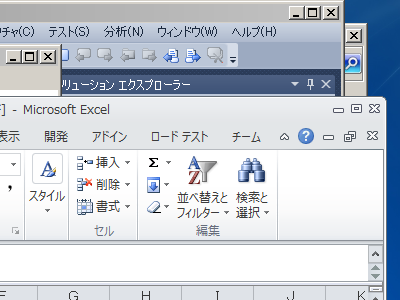 チャ(C) テスト(S) 分析(N) ウィンドウ(W) ヘルプ(H)
リューション エクスプローラー
] - Microsoft Excel
表示 開発 アドイン ロード テスト チーム
スタイル
挿入
削除
書式
セル
Σ
並べ替えと
フィルター
検索と
選択
編集
G H I J K